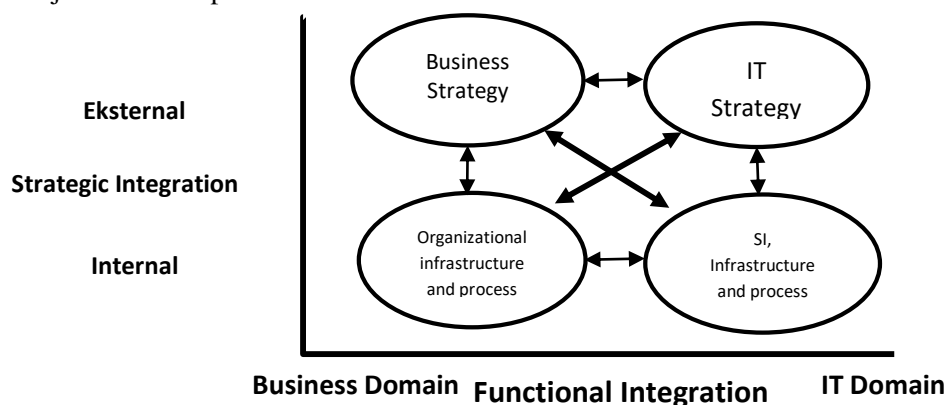 Business
Strategy
IT
Strategy
Eksternal
Strategic Integration
Internal
Organizational
infrastructure
and process
SI,
Infrastructure
and process
Business Domain
Functional Integration
IT Domain